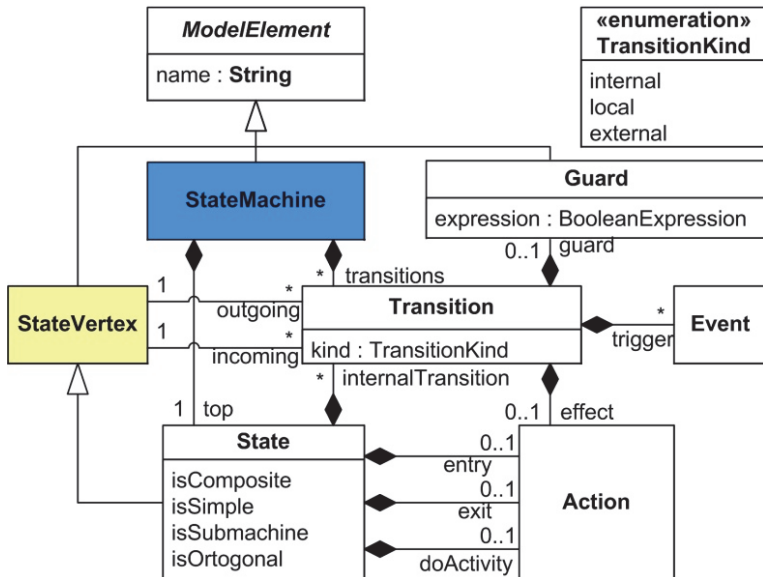 ModelElement
name : String
«enumeration»
TransitionKind
internal
local
external
StateMachine
Guard
expression : BooleanExpression
0..1 guard
* transitions
StateVertex
1 * outgoing
1 * incoming
Transition
kind : TransitionKind
* trigger
Event
* internalTransition
1 top
0..1 effect
State
isComposite
isSimple
isSubmachine
isOrtogonal
0..1
entry
0..1
exit
0..1
doActivity
Action